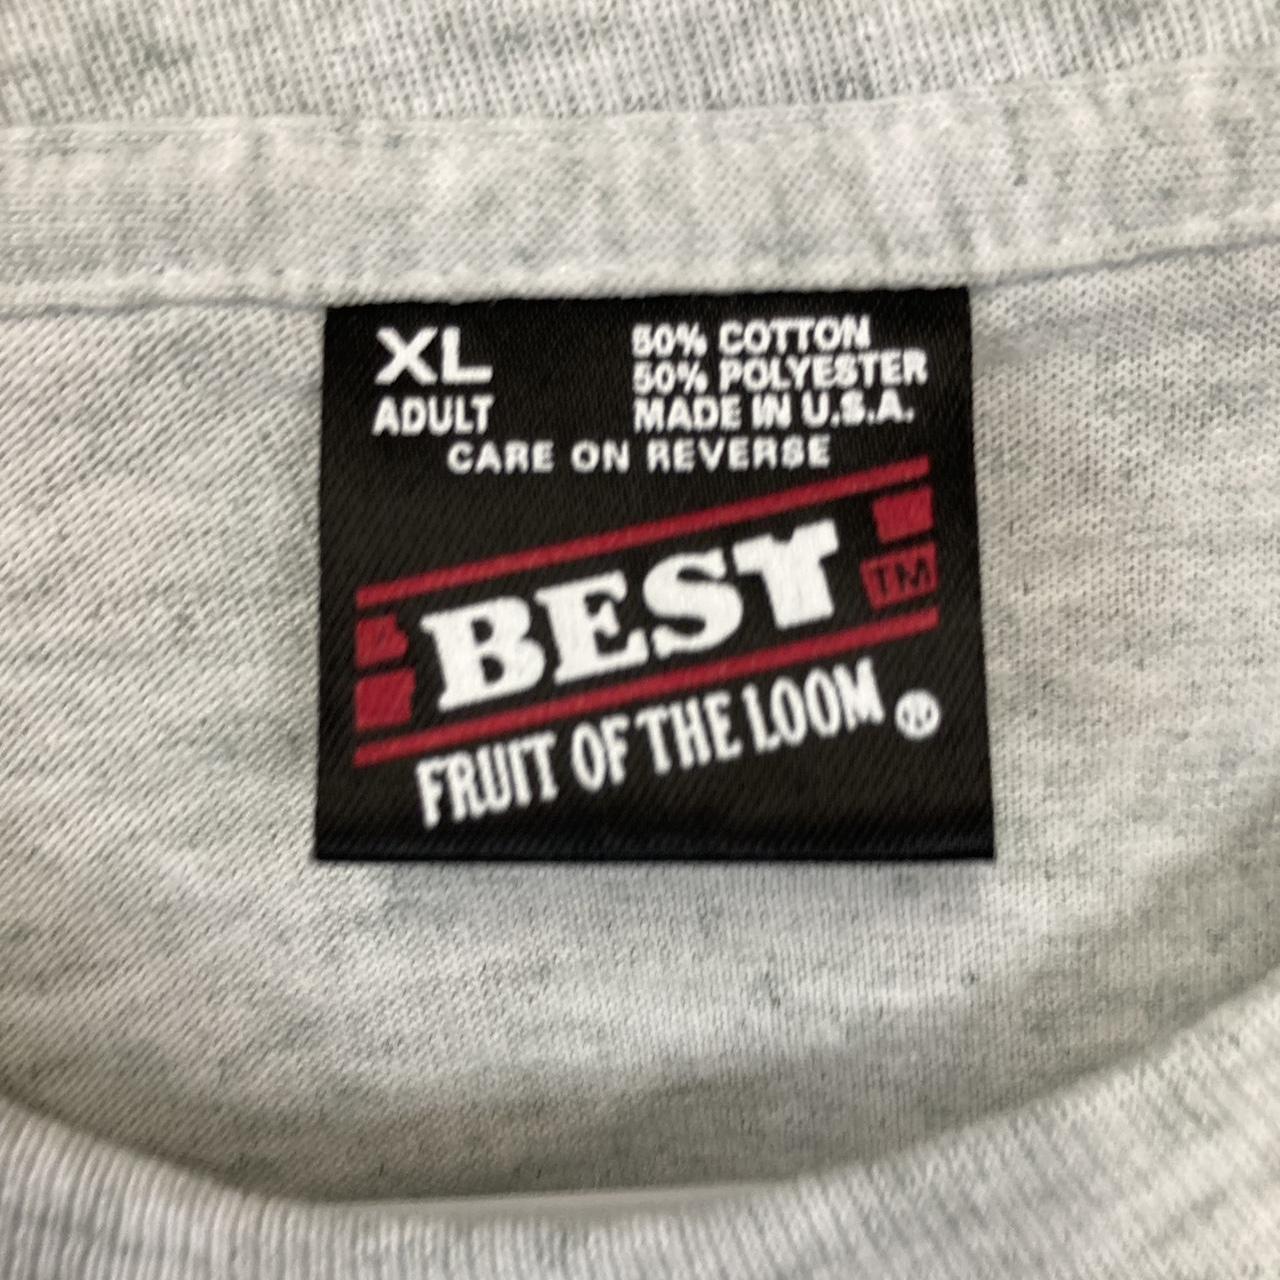 XL
ADULT
50% COTTON
50% POLYESTER
MADE IN U.S.A.
CARE ON REVERSE
BEST
TM
FRUIT OF THE LOOM ®